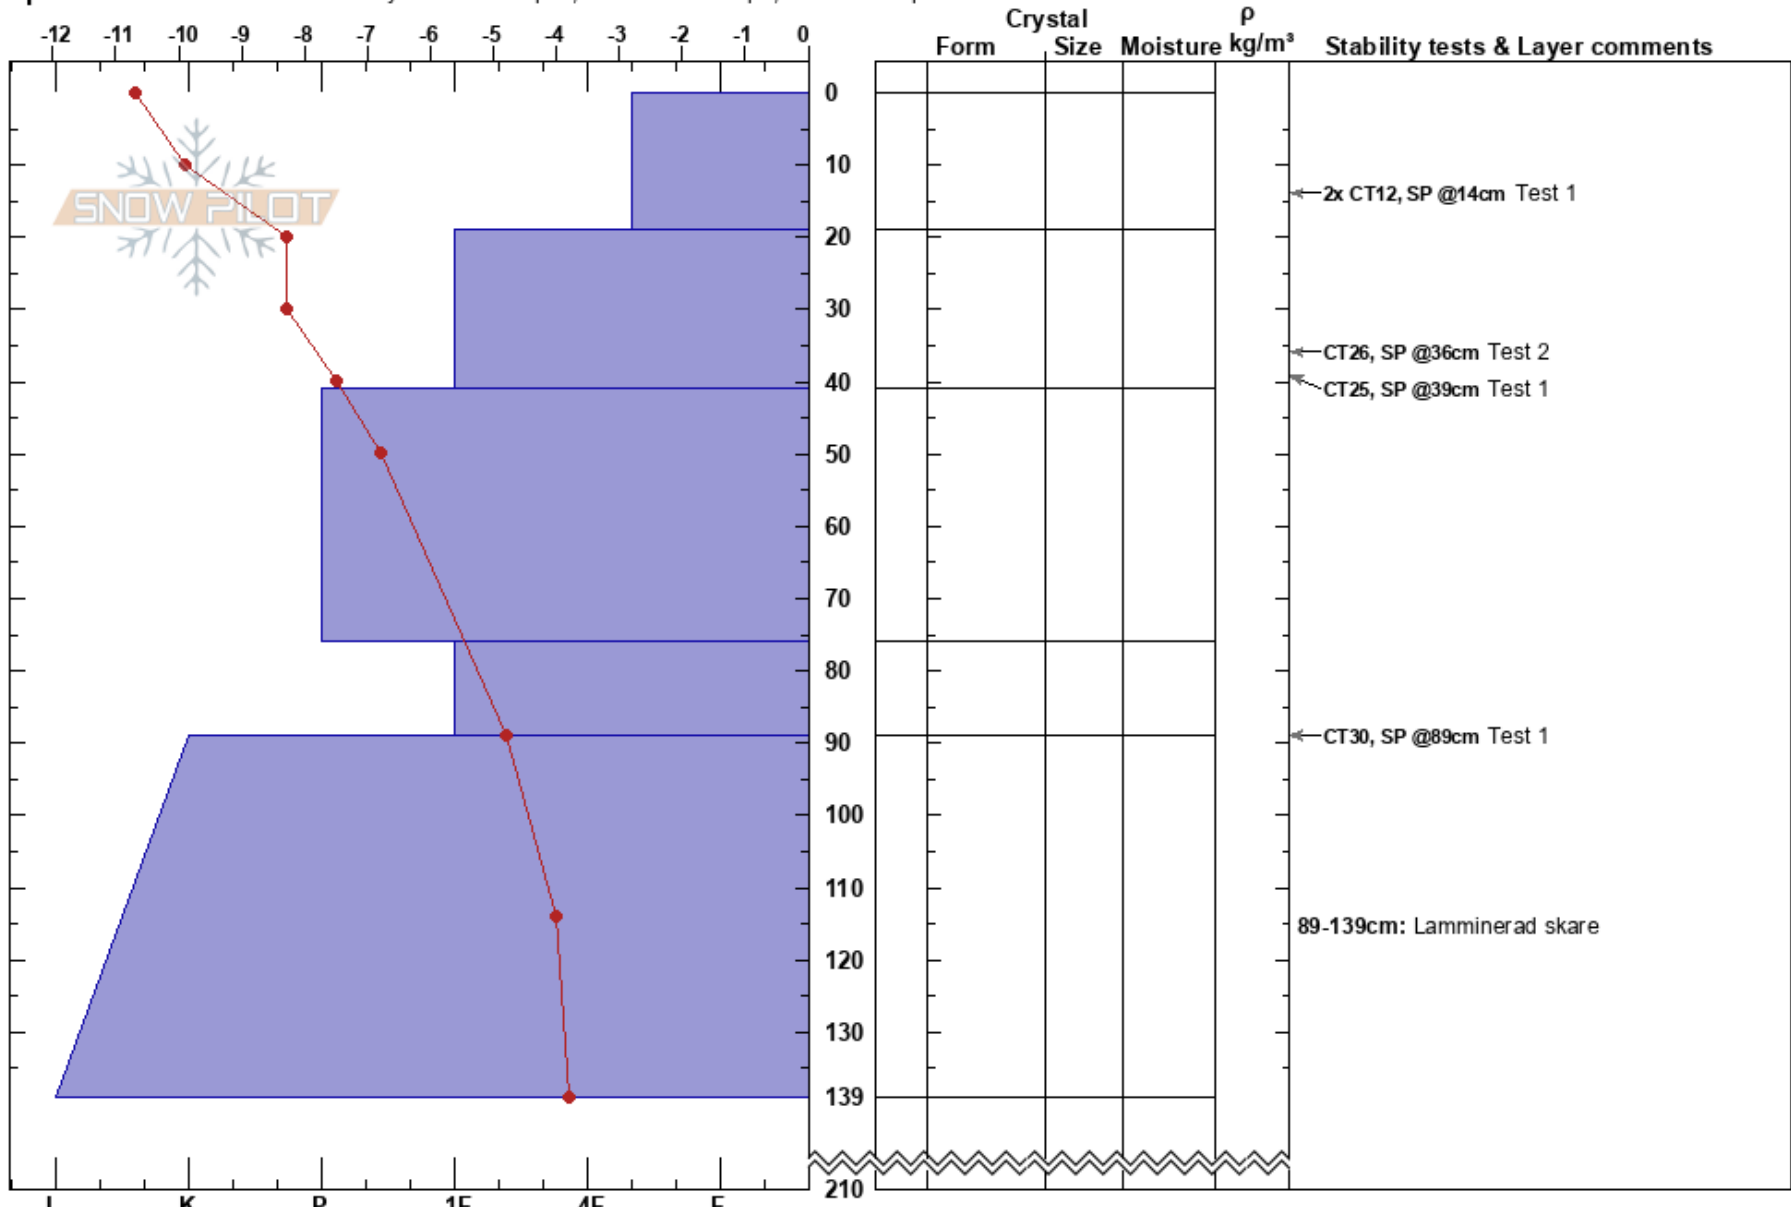 Crystal ρ
-12 -11 -10 -9 -8 -7 -6 -5 -4 -3 -2 -1 0
Form Size Moisture kg/m³ Stability tests & Layer comments
0
10
SNOW PILOT
2x CT12, SP @14cm Test 1
20
30
CT26, SP @36cm Test 2
40
CT25, SP @39cm Test 1
50
60
70
80
90
CT30, SP @89cm Test 1
100
110
89-139cm: Lamminerad skare
120
130
139
210
I K P 1F 4F F